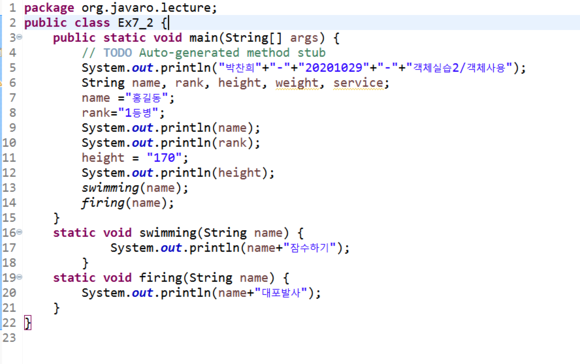 1 package org.javaro.lecture;
2 public class Ex7_2 {
3 public static void main(String[] args) {
4 // TODO Auto-generated method stub
5 System.out.println("박찬희"+"-"+"20201029"+"-"+"객체실습2/객체사용");
6 String name, rank, height, weight, service;
7 name ="홍길동";
8 rank="1등병";
9 System.out.println(name);
10 System.out.println(rank);
11 height = "170";
12 System.out.println(height);
13 swimming(name);
14 firing(name);
15 }
16 static void swimming(String name) {
17 System.out.println(name+"잠수하기");
18 }
19 static void firing(String name) {
20 System.out.println(name+"대포발사");
21 }
22 }
23